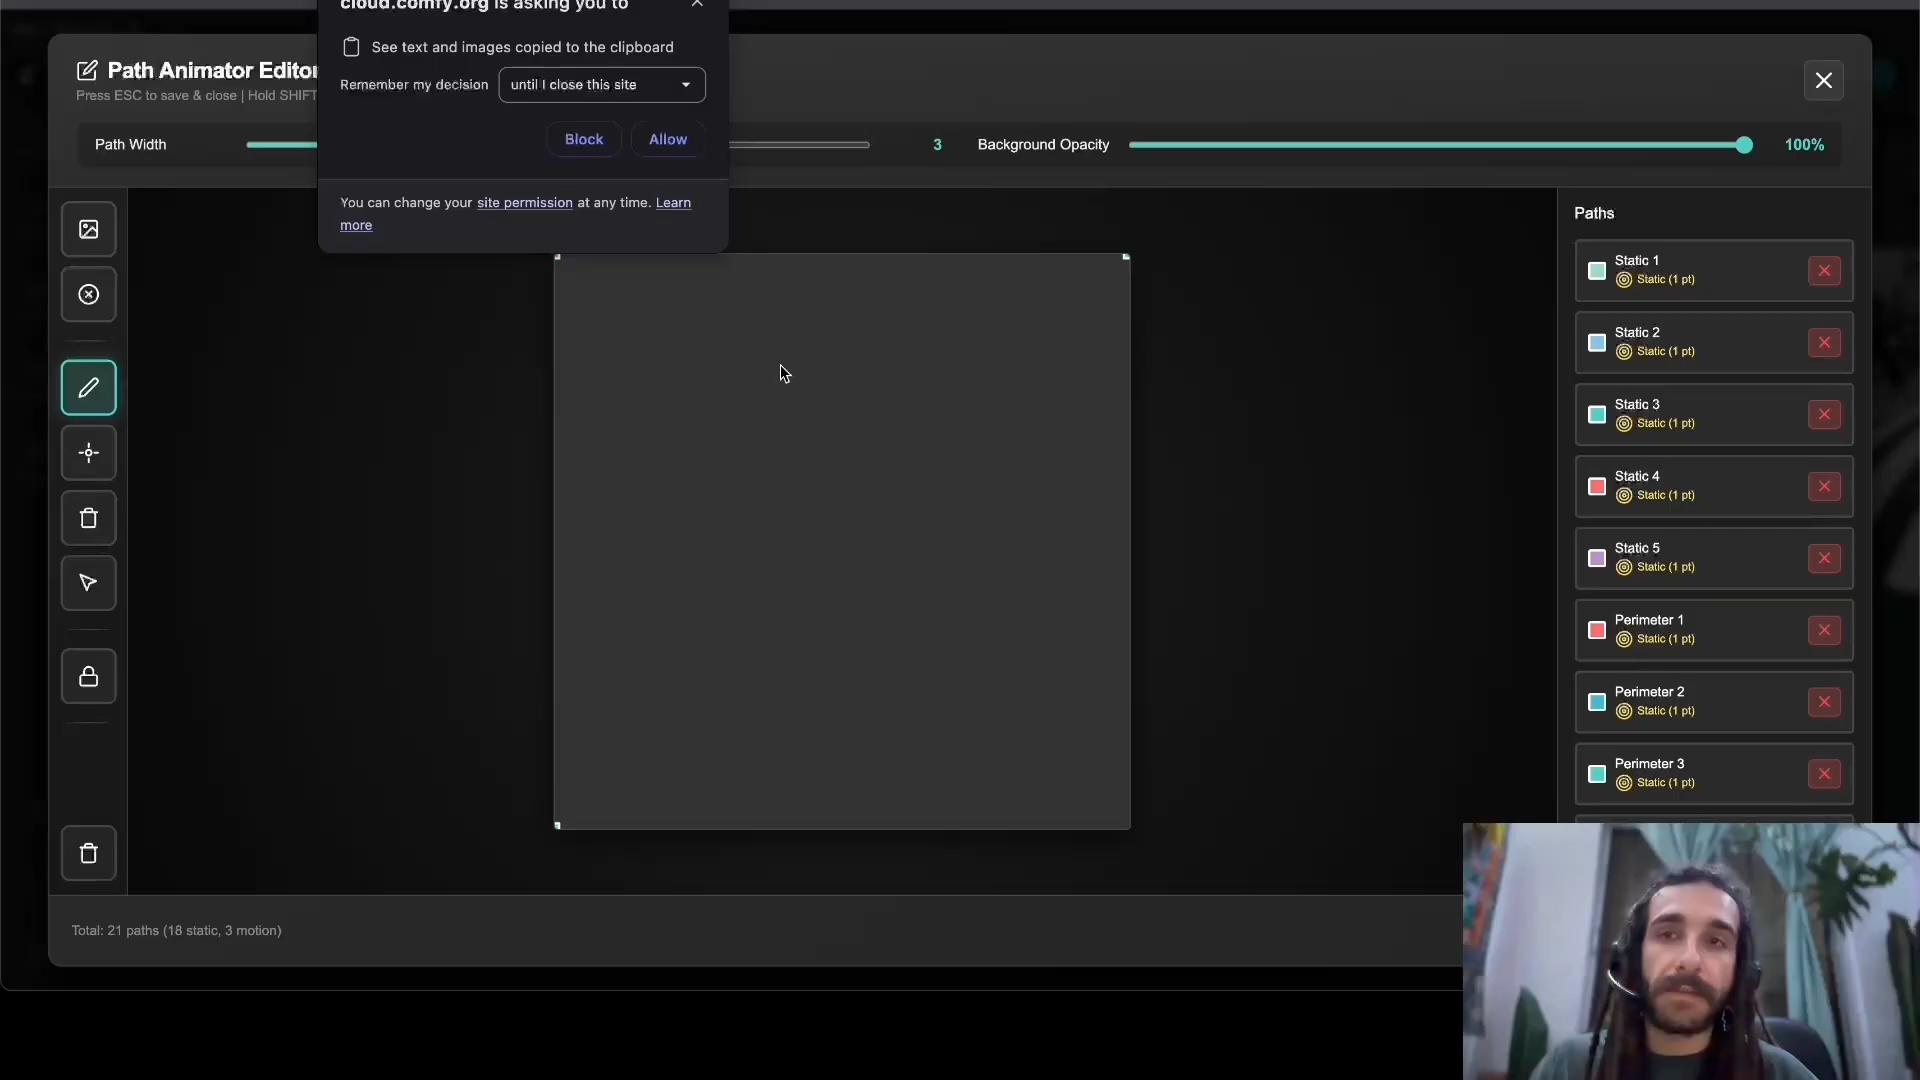 cloud.comfy.org is asking you to
See text and images copied to the clipboard
Remember my decision
until I close this site
Block
Allow
You can change your site permission at any time. Learn
more
Path Animator Editor
Press ESC to save & close | Hold SHIFT
Path Width
3
Background Opacity
100%
Paths
Static 1
Static (1 pt)
Static 2
Static (1 pt)
Static 3
Static (1 pt)
Static 4
Static (1 pt)
Static 5
Static (1 pt)
Perimeter 1
Static (1 pt)
Perimeter 2
Static (1 pt)
Perimeter 3
Static (1 pt)
Total: 21 paths (18 static, 3 motion)